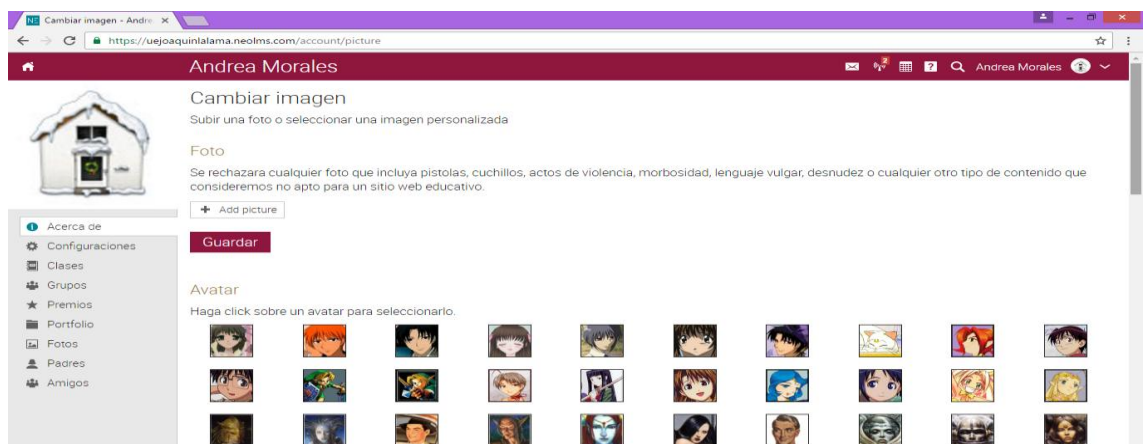 Cambiar imagen - Andre
https://uejoaquinlalama.neolms.com/account/picture
Andrea Morales
2
?
Andrea Morales
Cambiar imagen
Subir una foto o seleccionar una imagen personalizada
Foto
Se rechazara cualquier foto que incluya pistolas, cuchillos, actos de violencia, morbosidad, lenguaje vulgar, desnudez o cualquier otro tipo de contenido que
consideremos no apto para un sitio web educativo.
+ Add picture
Guardar
Acerca de
Configuraciones
Clases
Grupos
Premios
Portfolio
Fotos
Padres
Amigos
Avatar
Haga click sobre un avatar para seleccionarlo.